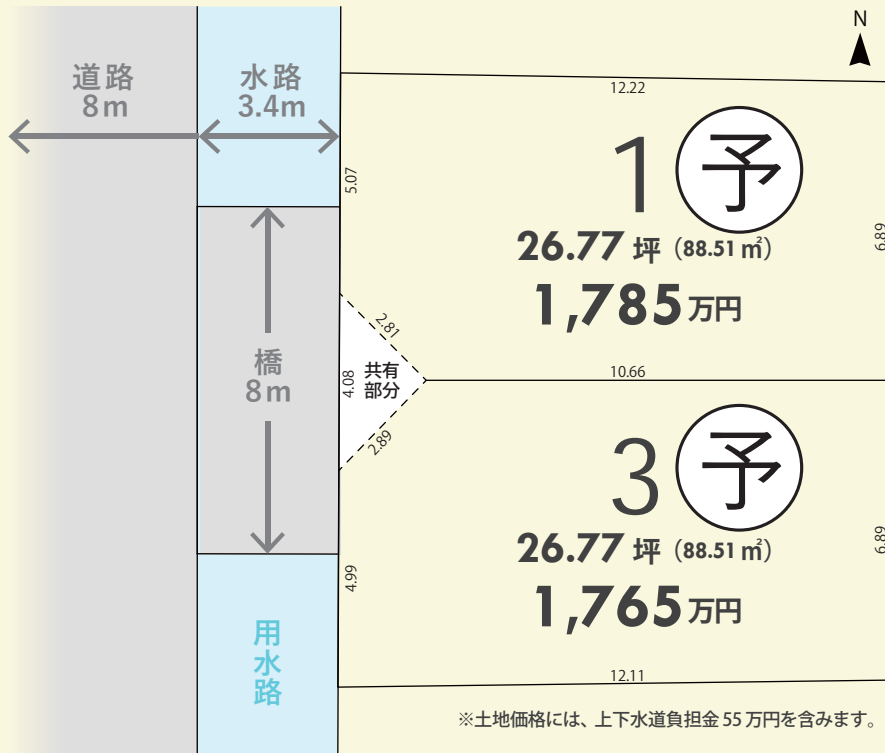 N
道路
8m
水路
3.4m
12.22
5.07
1
予
26.77 坪（88.51㎡）
1,785万円
6.89
2.81
橋
8m
4.08
共有
部分
10.66
2.89
3
予
26.77 坪（88.51㎡）
1,765万円
6.89
4.99
用水路
12.11
※土地価格には、上下水道負担金 55 万円を含みます。